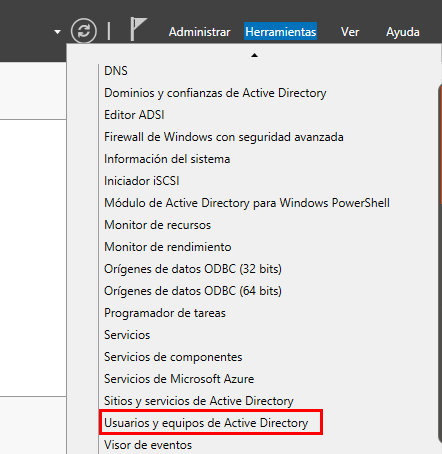 Administrar Herramientas Ver Ayuda
DNS
Dominios y confianzas de Active Directory
Editor ADSI
Firewall de Windows con seguridad avanzada
Información del sistema
Iniciador iSCSI
Módulo de Active Directory para Windows PowerShell
Monitor de recursos
Monitor de rendimiento
Orígenes de datos ODBC (32 bits)
Orígenes de datos ODBC (64 bits)
Programador de tareas
Servicios
Servicios de componentes
Servicios de Microsoft Azure
Sitios y servicios de Active Directory
Usuarios y equipos de Active Directory
Visor de eventos